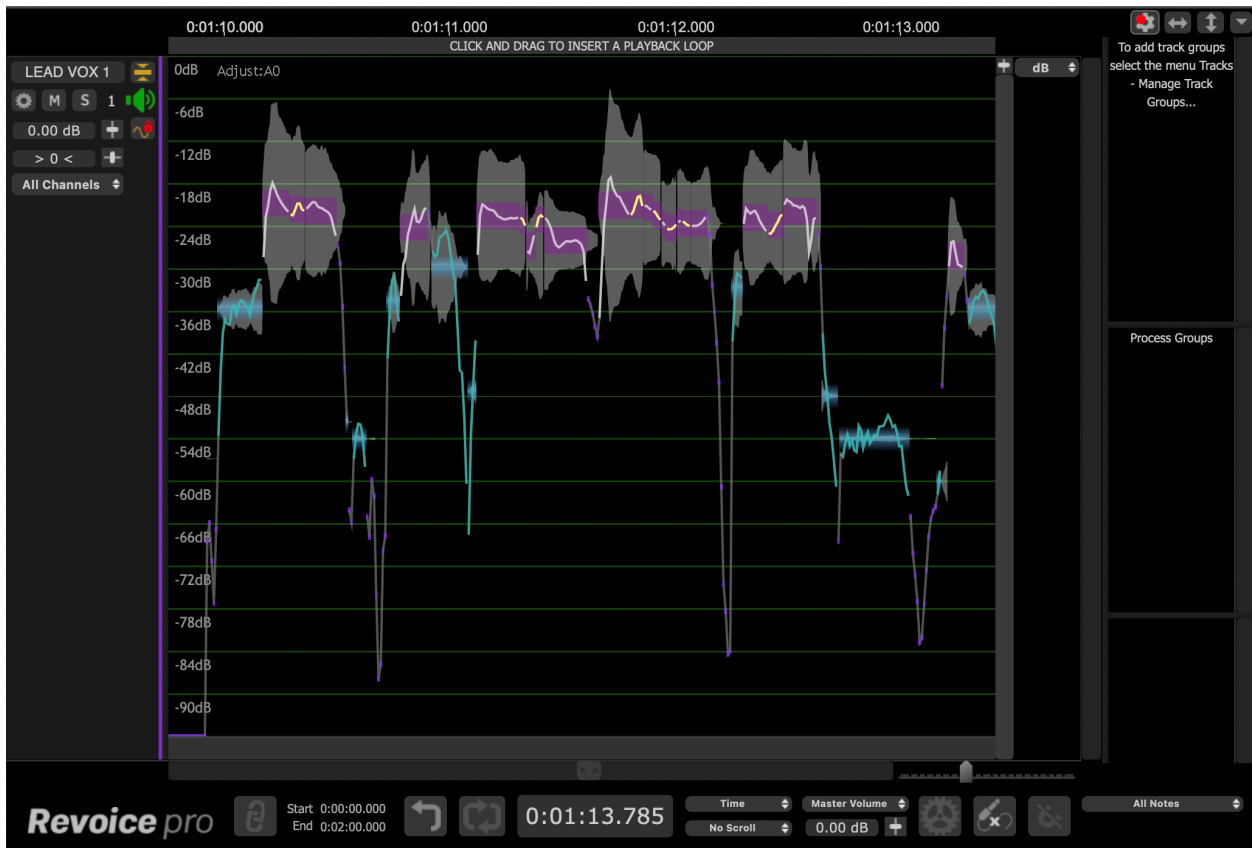 0:01:10.000
0:01:11.000
0:01:12.000
0:01:13.000
CLICK AND DRAG TO INSERT A PLAYBACK LOOP
LEAD VOX 1
M
S
1
0.00 dB
> 0 <
All Channels
0dB
Adjust:A0
-6dB
-12dB
-18dB
-24dB
-30dB
-36dB
-42dB
-48dB
-54dB
-60dB
-66dB
-72dB
-78dB
-84dB
-90dB
dB
To add track groups
select the menu Tracks
- Manage Track
Groups...
Process Groups
Revoice pro
Start 0:00:00.000
End 0:02:00.000
0:01:13.785
Time
No Scroll
Master Volume
0.00 dB
x
All Notes